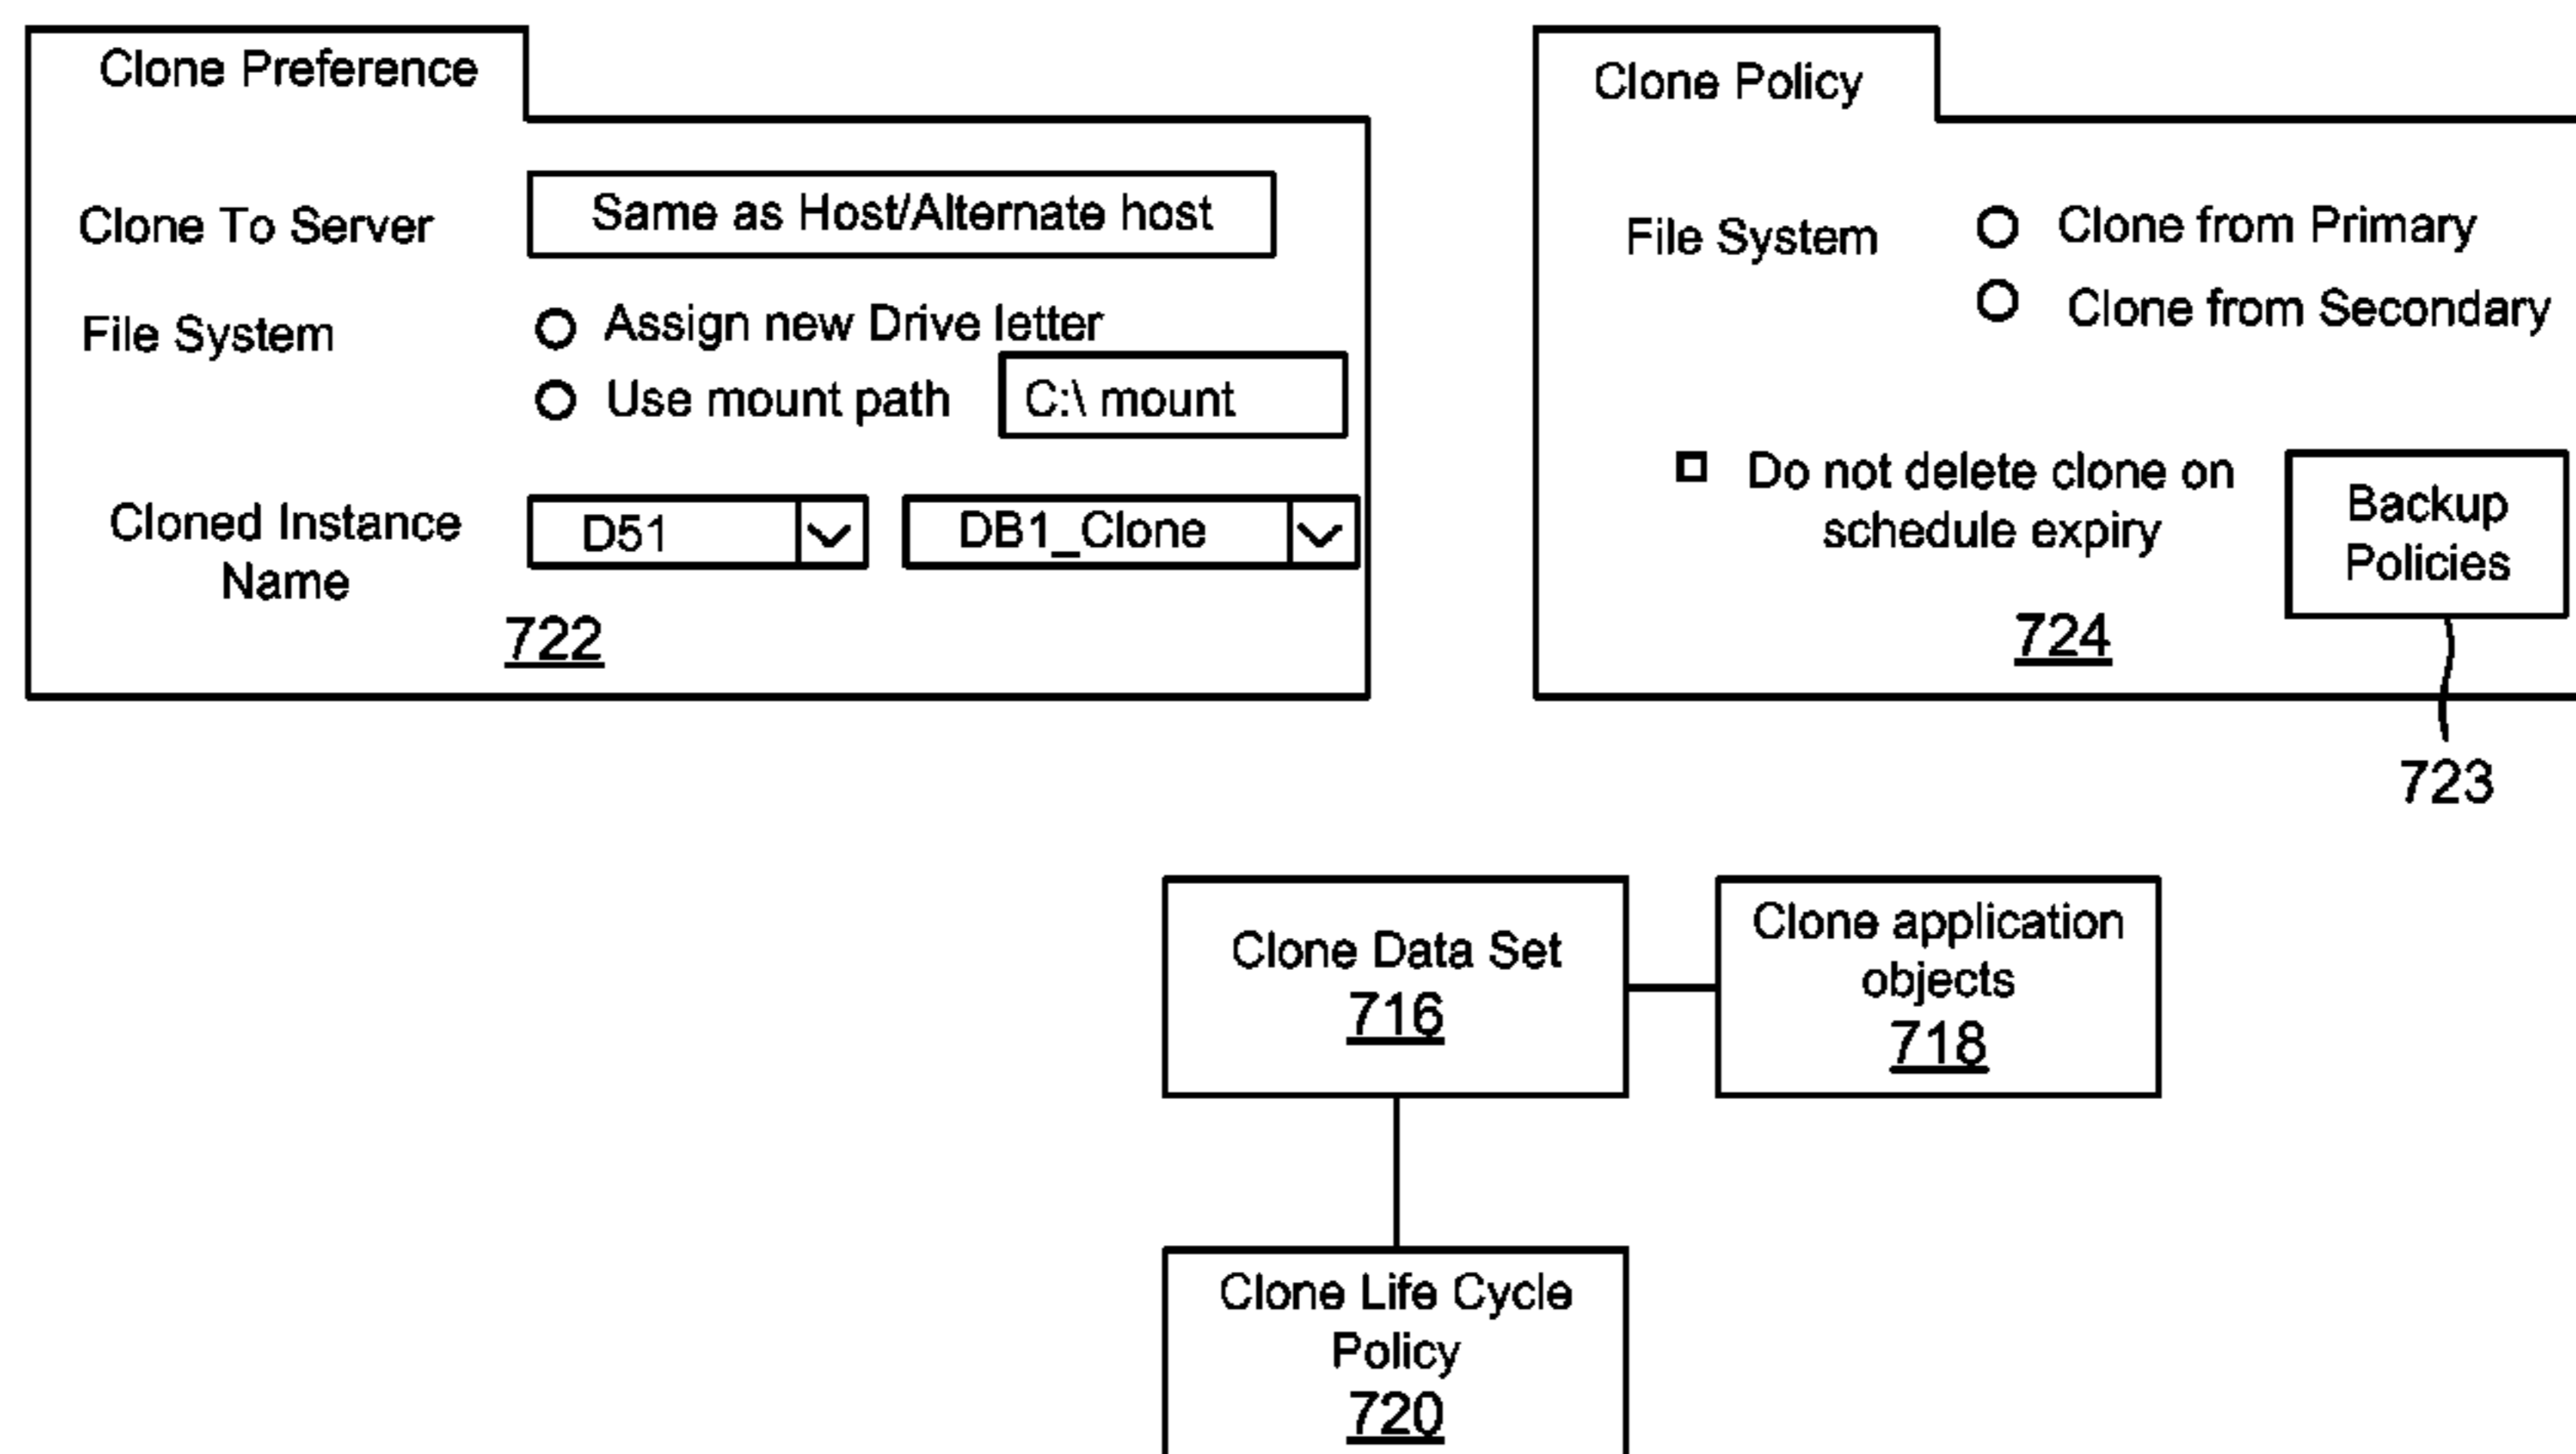 Clone Preference
Clone To Server
Same as Host/Alternate host
File System
Assign new Drive letter
Use mount path
C:\ mount
Cloned Instance
Name
D51
DB1_Clone
722
Clone Policy
File System
Clone from Primary
Clone from Secondary
Do not delete clone on
schedule expiry
Backup
Policies
724
723
Clone Data Set
716
Clone application
objects
718
Clone Life Cycle
Policy
720